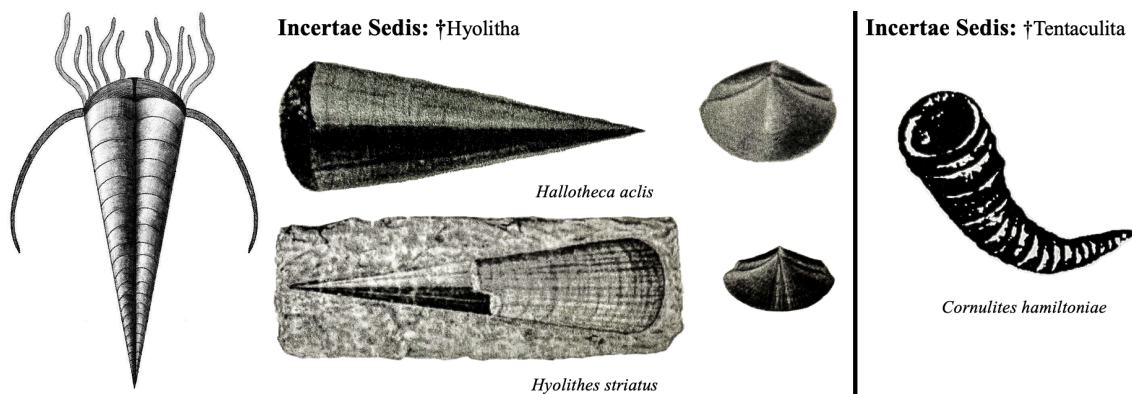 Incertae Sedis: †Hyolitha
Hallotheca aclis
Hyolithes striatus
Incertae Sedis: †Tentaculita
Cornulites hamiltoniae